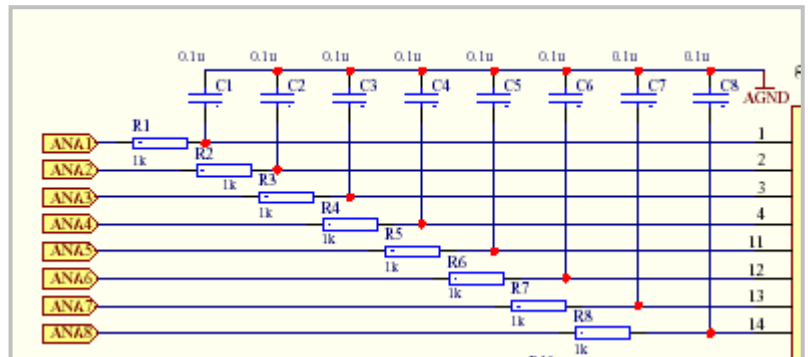 0.1u 0.1u 0.1u 0.1u 0.1u 0.1u 0.1u 0.1u
C1 C2 C3 C4 C5 C6 C7 C8
AGND
R1
ANA1 1
1k R2
ANA2 2
1k R3
ANA3 3
1k R4
ANA4 4
1k R5
ANA5 11
1k R6
ANA6 12
1k R7
ANA7 13
1k R8
ANA8 14
1k